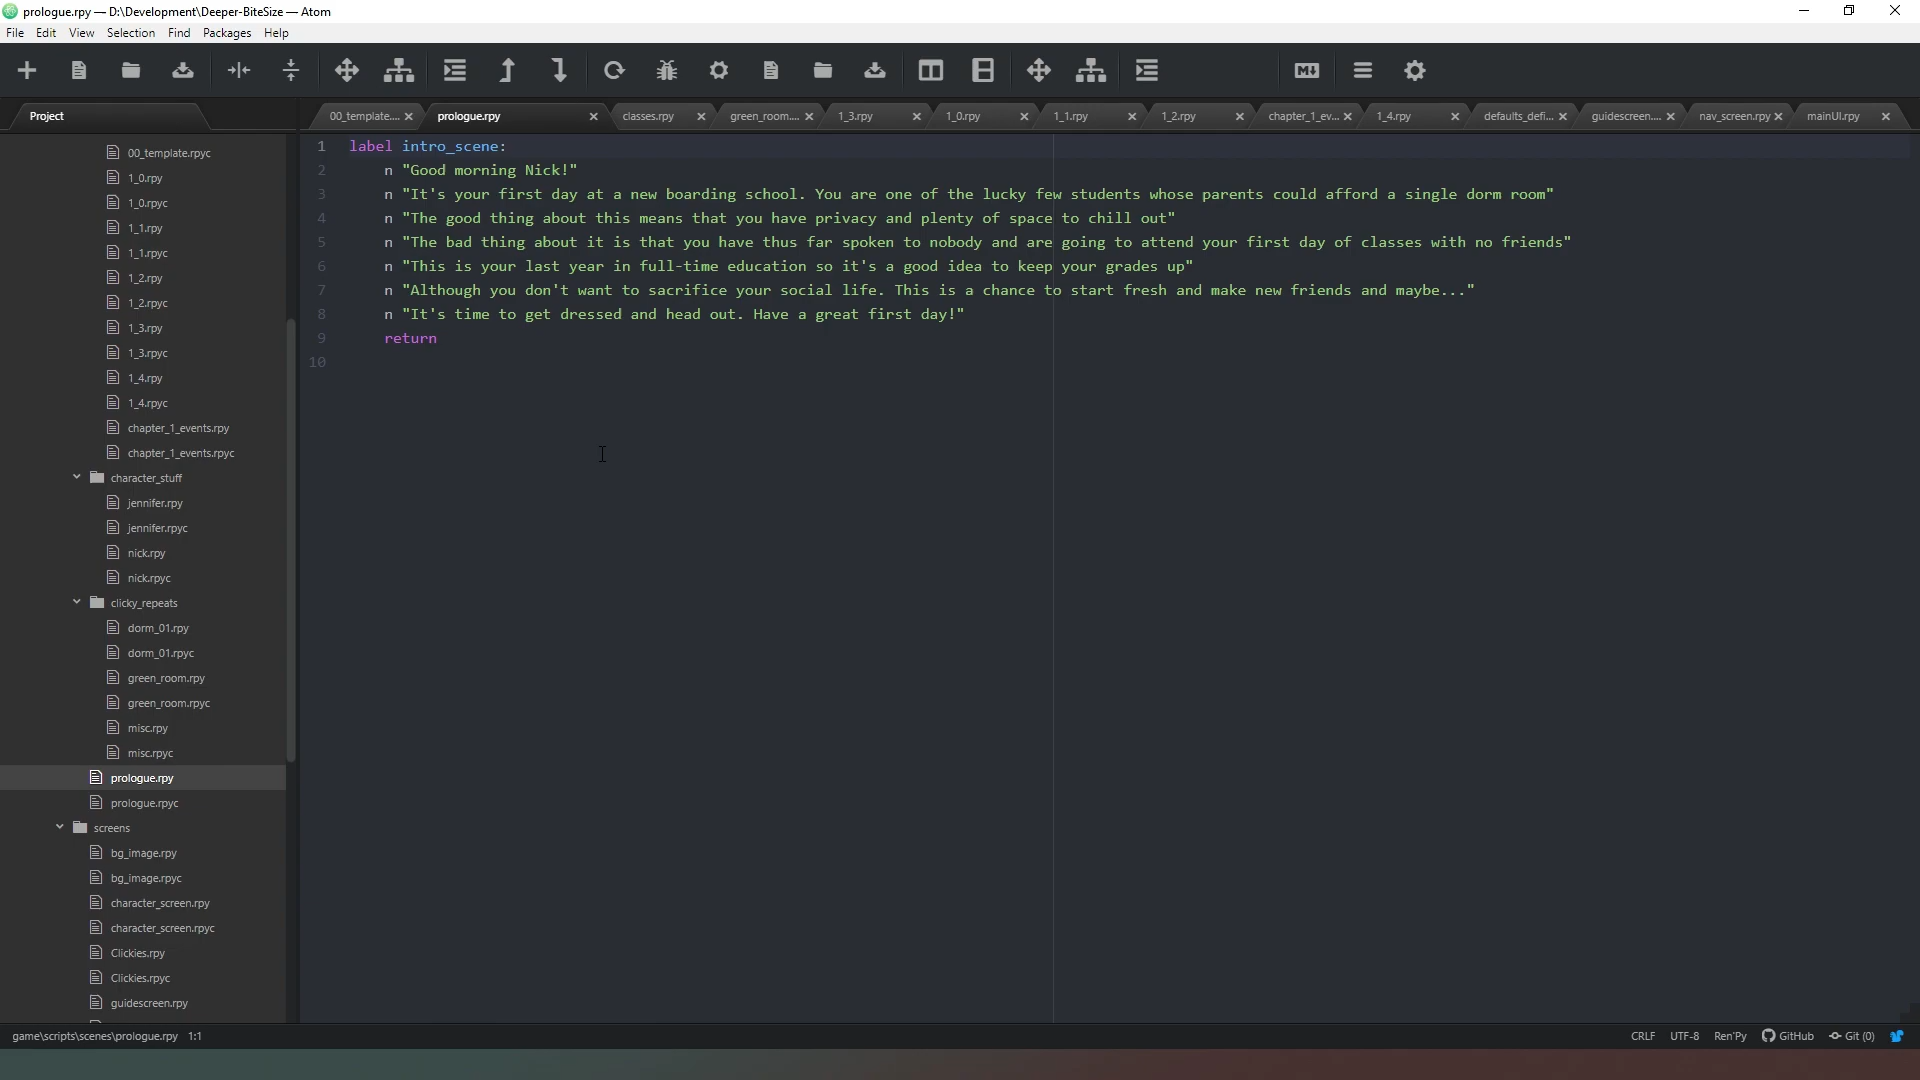 prologue.rpy — D:\Development\Deeper-BiteSize — Atom
File Edit View Selection Find Packages Help
Project
00_template.... prologue.rpy classes.rpy green_room.... 1_3.rpy 1_0.rpy 1_1.rpy 1_2.rpy chapter_1_ev... 1_4.rpy defaults_defi... guidescreen.... nav_screen.rpy mainUI.rpy
00_template.rpyc
1_0.rpy
1_0.rpyc
1_1.rpy
1_1.rpyc
1_2.rpy
1_2.rpyc
1_3.rpy
1_3.rpyc
1_4.rpy
1_4.rpyc
chapter_1_events.rpy
chapter_1_events.rpyc
character_stuff
jennifer.rpy
jennifer.rpyc
nick.rpy
nick.rpyc
clicky_repeats
dorm_01.rpy
dorm_01.rpyc
green_room.rpy
green_room.rpyc
misc.rpy
misc.rpyc
prologue.rpy
prologue.rpyc
screens
bg_image.rpy
bg_image.rpyc
character_screen.rpy
character_screen.rpyc
Clickies.rpy
Clickies.rpyc
guidescreen.rpy
1 label intro_scene:
2 n "Good morning Nick!"
3 n "It's your first day at a new boarding school. You are one of the lucky few students whose parents could afford a single dorm room"
4 n "The good thing about this means that you have privacy and plenty of space to chill out"
5 n "The bad thing about it is that you have thus far spoken to nobody and are going to attend your first day of classes with no friends"
6 n "This is your last year in full-time education so it's a good idea to keep your grades up"
7 n "Although you don't want to sacrifice your social life. This is a chance to start fresh and make new friends and maybe..."
8 n "It's time to get dressed and head out. Have a great first day!"
9 return
10
game\scripts\scenes\prologue.rpy 1:1
CRLF UTF-8 Ren'Py GitHub Git (0)